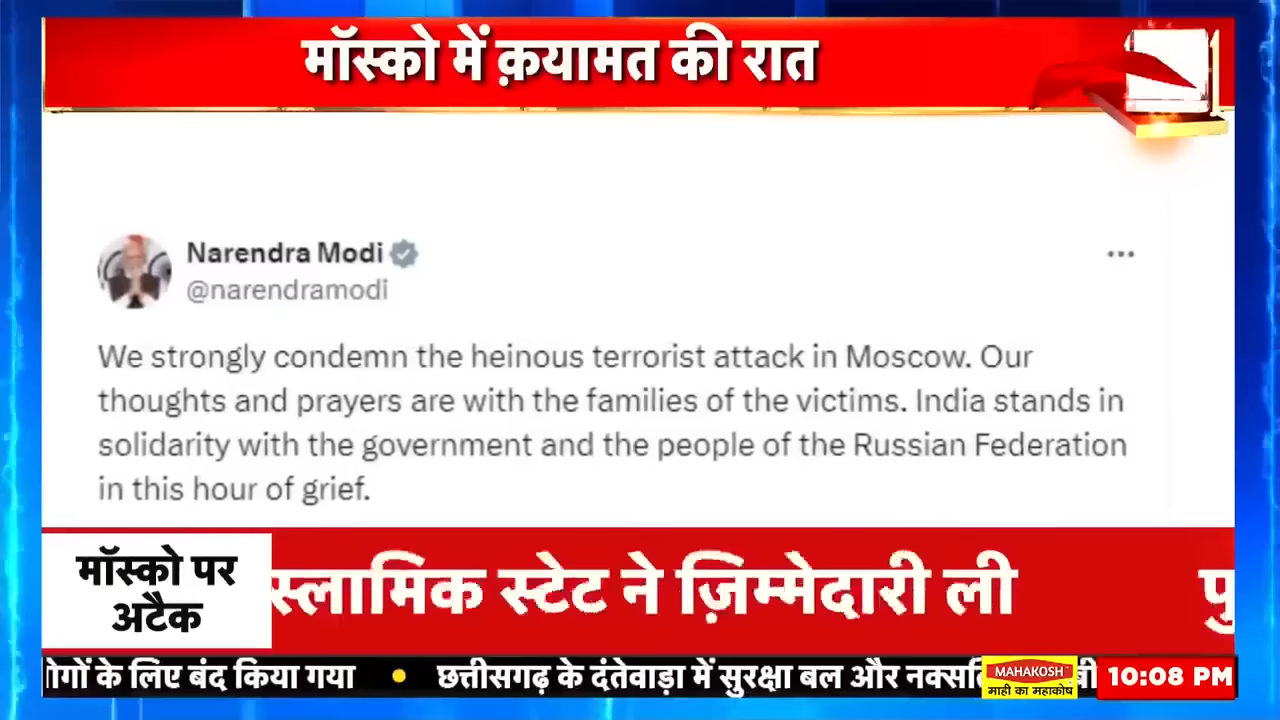 मॉस्को में क़यामत की रात
Narendra Modi
@narendramodi
We strongly condemn the heinous terrorist attack in Moscow. Our
thoughts and prayers are with the families of the victims. India stands in
solidarity with the government and the people of the Russian Federation
in this hour of grief.
मॉस्को पर
अटैक
स्लामिक स्टेट ने ज़िम्मेदारी ली
के लिए बंद किया गया • छत्तीसगढ़ के दंतेवाड़ा में सुरक्षा बल और
MAHAKOSH
माही का महाकोष
10:08 PM